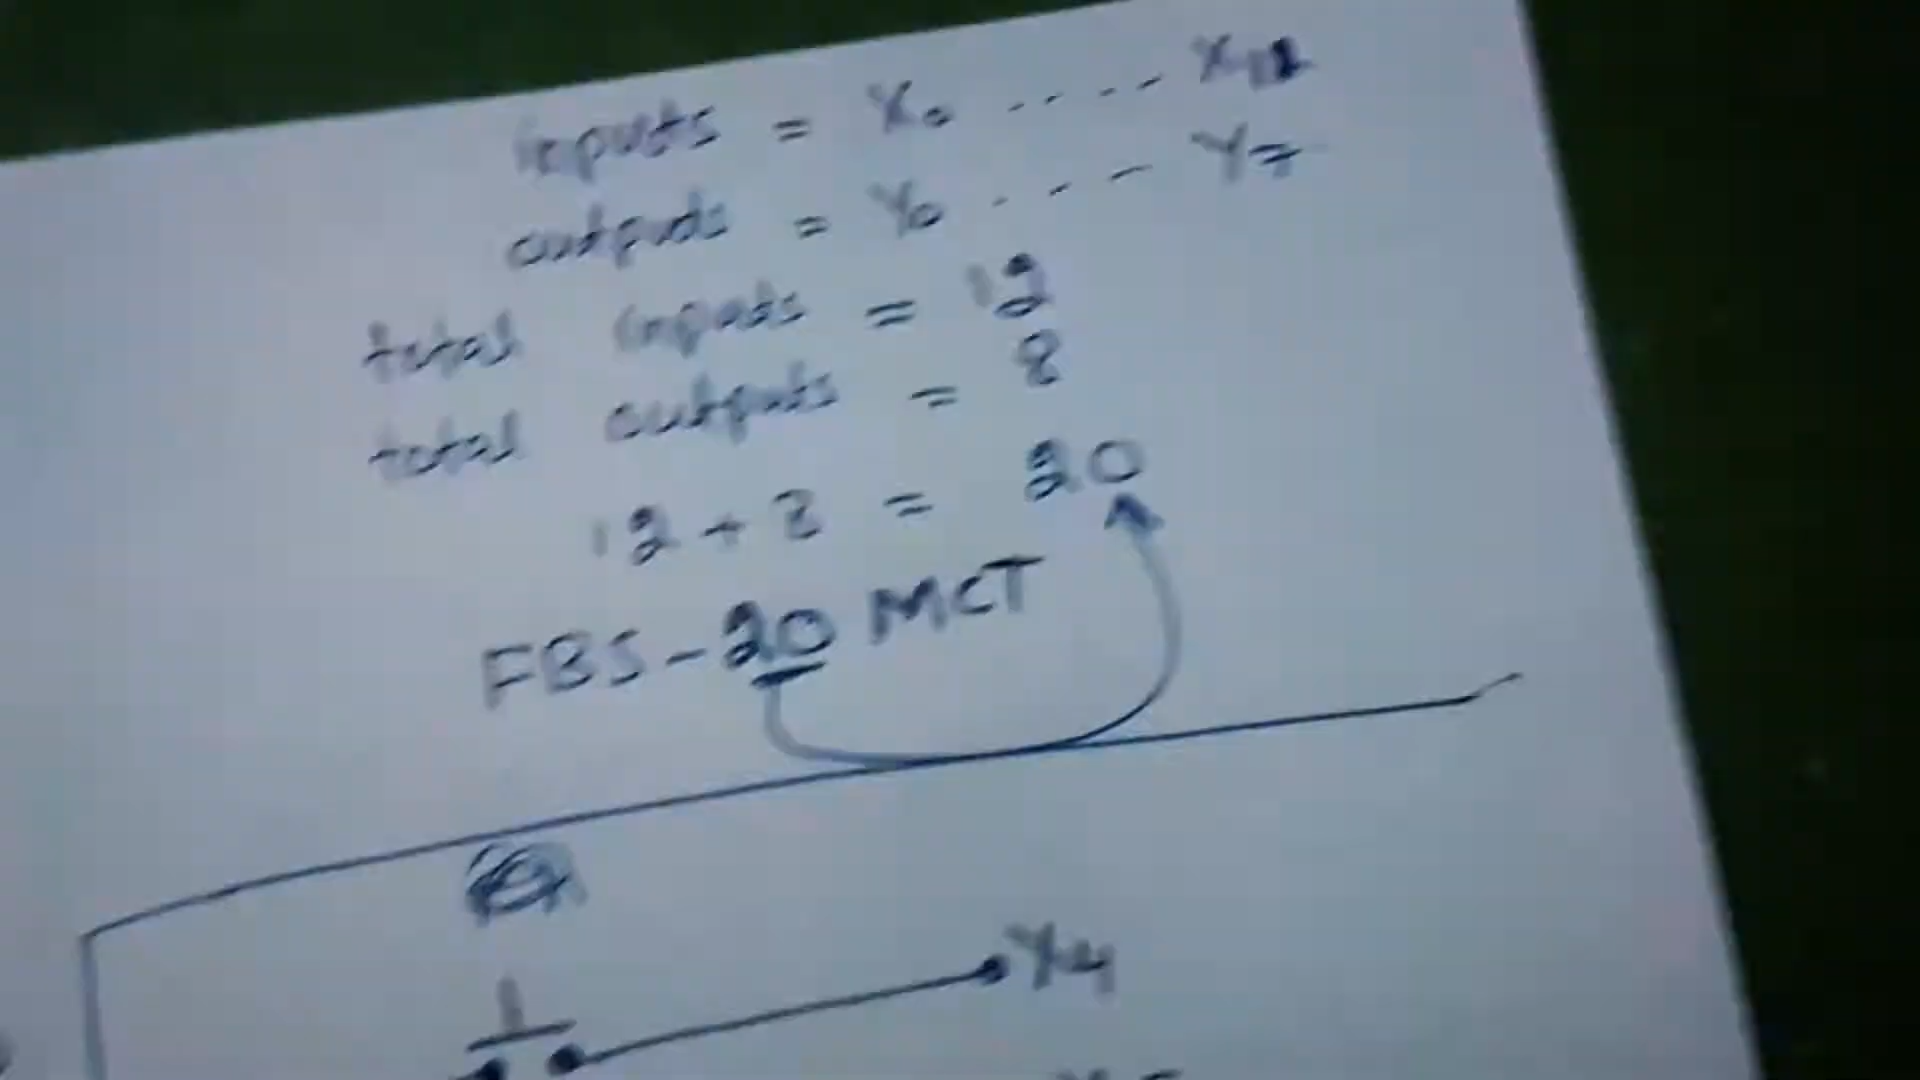 inputs = X0 ---- X11
outputs = Y0 --- Y7
total inputs = 12
total outputs = 8
12 + 8 = 20
FBS-20 MCT
Y4